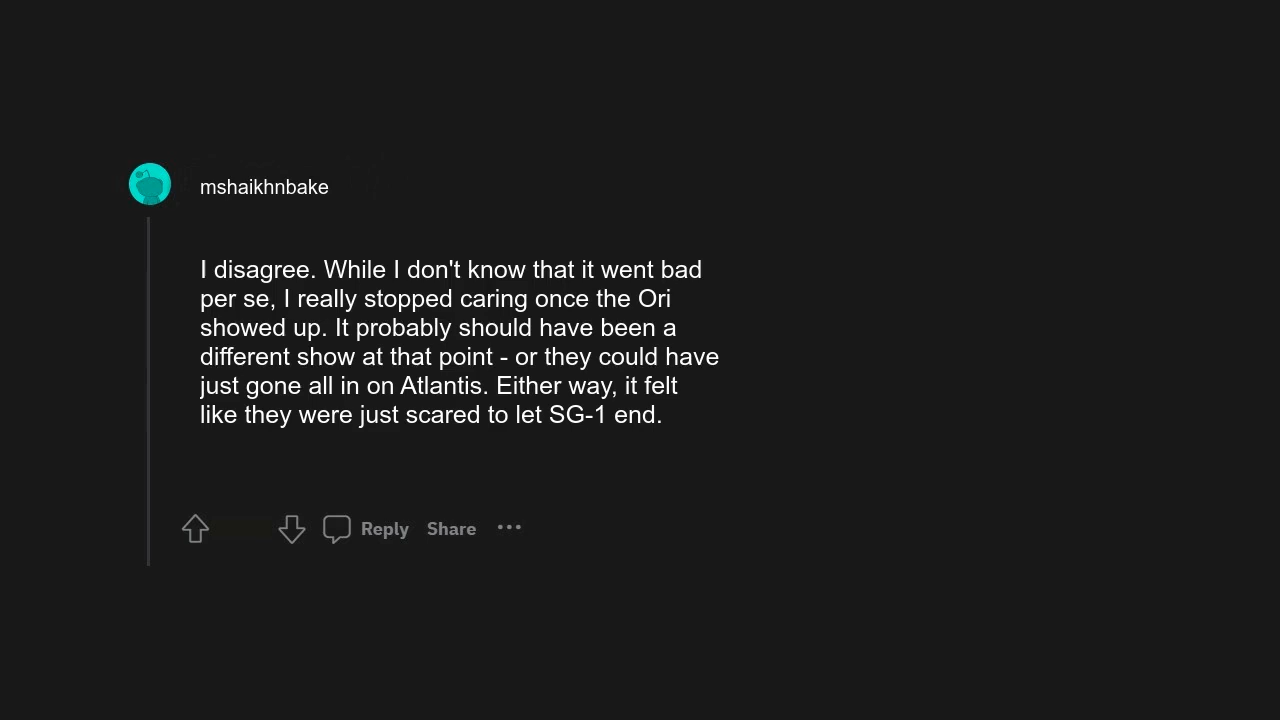 mshaikhnbake
I disagree. While I don't know that it went bad
per se, I really stopped caring once the Ori
showed up. It probably should have been a
different show at that point - or they could have
just gone all in on Atlantis. Either way, it felt
like they were just scared to let SG-1 end.
Reply Share